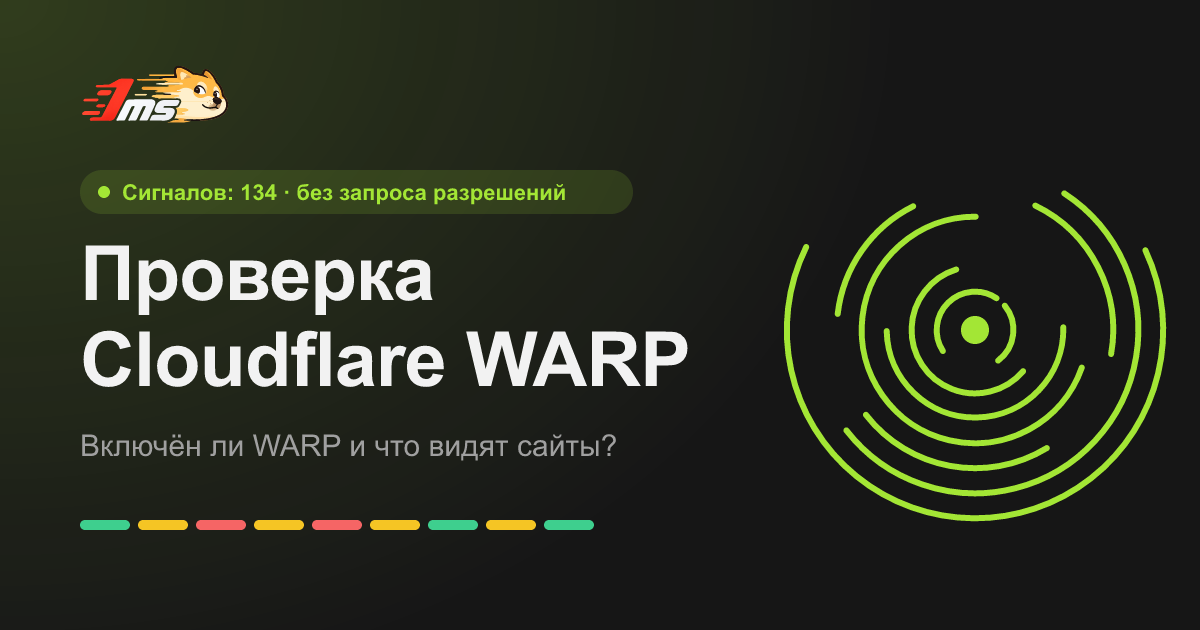 1ms
Сигналов: 134 · без запроса разрешений
Проверка
Cloudflare WARP
Включён ли WARP и что видят сайты?